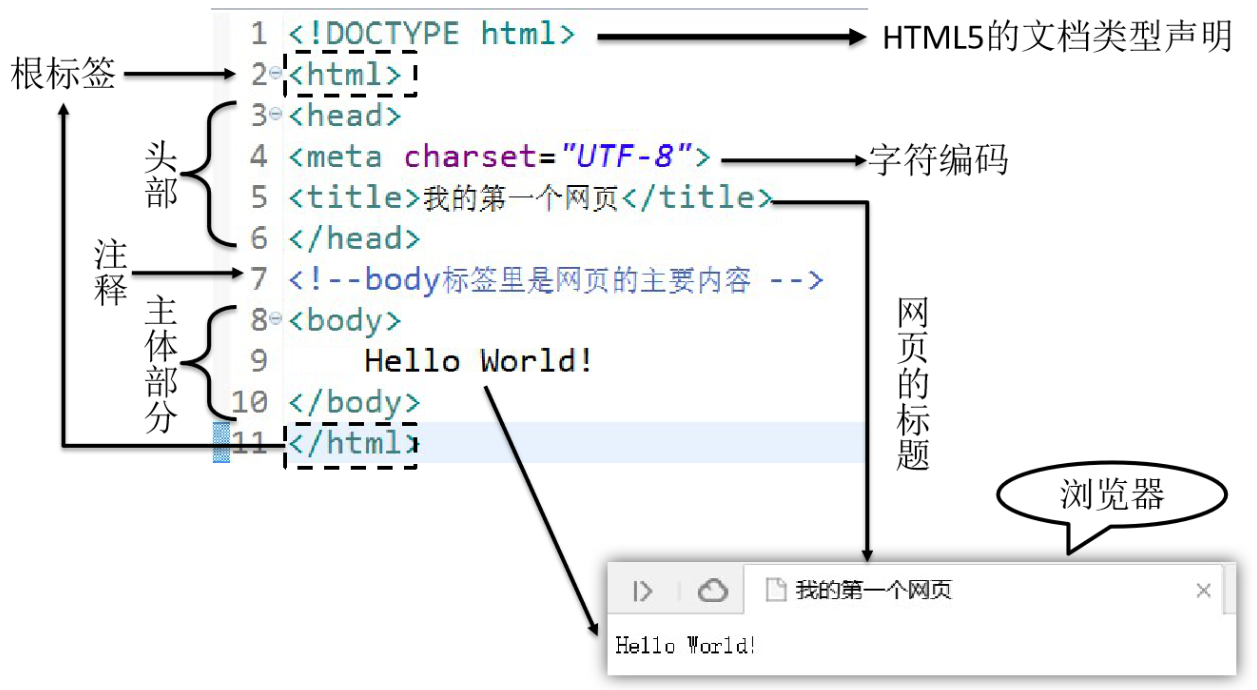 1 <!DOCTYPE html>
HTML5的文档类型声明
根标签
2 <html>
3 <head>
头部
4 <meta charset="UTF-8">
字符编码
5 <title>我的第一个网页</title>
6 </head>
注释
7 <!--body标签里是网页的主要内容 -->
主体部分
8 <body>
9 Hello World!
10 </body>
11 </html>
网页的标题
浏览器
我的第一个网页
Hello World!